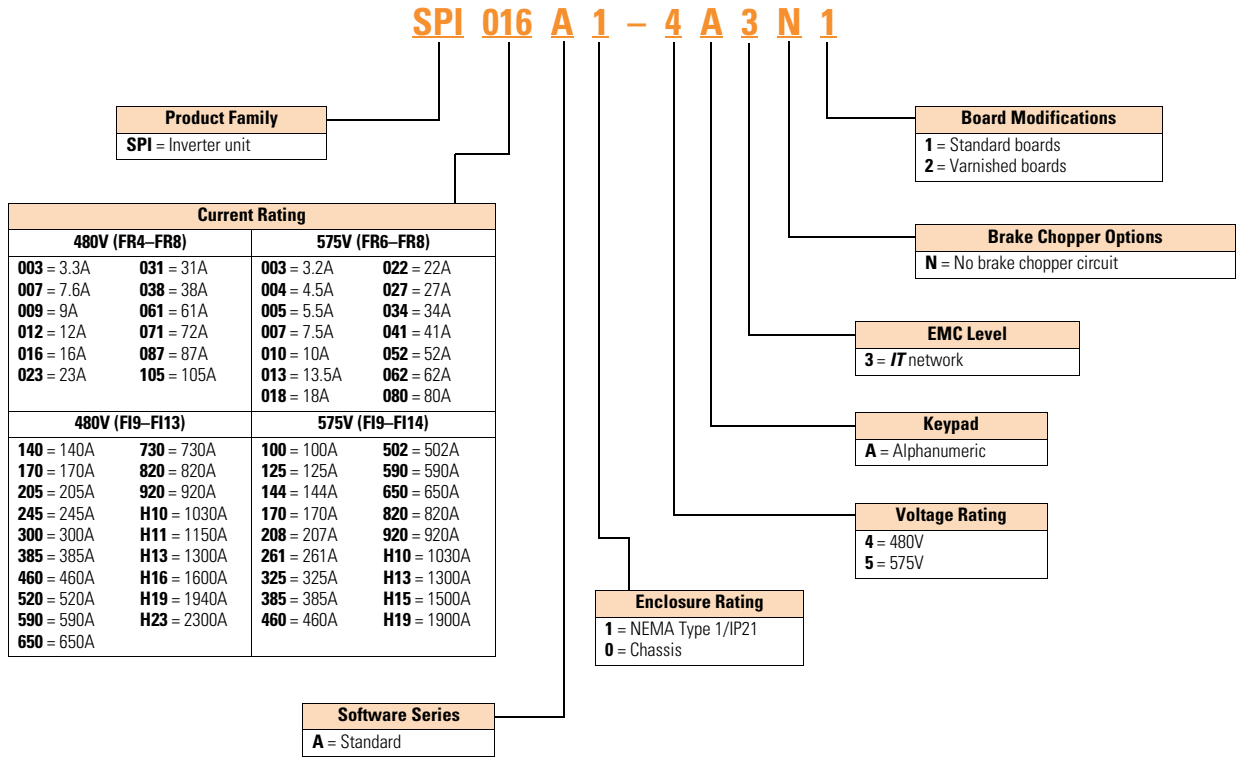 SPI 016 A 1 – 4 A 3 N 1
Product Family
SPI = Inverter unit
Current Rating
480V (FR4–FR8) 575V (FR6–FR8)
003 = 3.3A 031 = 31A 003 = 3.2A 022 = 22A
007 = 7.6A 038 = 38A 004 = 4.5A 027 = 27A
009 = 9A 061 = 61A 005 = 5.5A 034 = 34A
012 = 12A 071 = 72A 007 = 7.5A 041 = 41A
016 = 16A 087 = 87A 010 = 10A 052 = 52A
023 = 23A 105 = 105A 013 = 13.5A 062 = 62A
018 = 18A 080 = 80A
480V (FI9–FI13) 575V (FI9–FI14)
140 = 140A 730 = 730A 100 = 100A 502 = 502A
170 = 170A 820 = 820A 125 = 125A 590 = 590A
205 = 205A 920 = 920A 144 = 144A 650 = 650A
245 = 245A H10 = 1030A 170 = 170A 820 = 820A
300 = 300A H11 = 1150A 208 = 207A 920 = 920A
385 = 385A H13 = 1300A 261 = 261A H10 = 1030A
460 = 460A H16 = 1600A 325 = 325A H13 = 1300A
520 = 520A H19 = 1940A 385 = 385A H15 = 1500A
590 = 590A H23 = 2300A 460 = 460A H19 = 1900A
650 = 650A
Software Series
A = Standard
Enclosure Rating
1 = NEMA Type 1/IP21
0 = Chassis
Voltage Rating
4 = 480V
5 = 575V
Keypad
A = Alphanumeric
EMC Level
3 = IT network
Brake Chopper Options
N = No brake chopper circuit
Board Modifications
1 = Standard boards
2 = Varnished boards